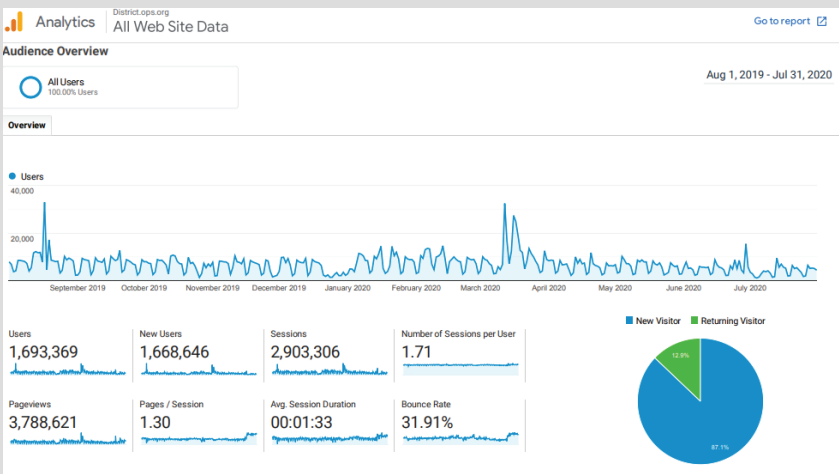 Analytics
District.ops.org
All Web Site Data
Go to report
Audience Overview
Aug 1, 2019 - Jul 31, 2020
All Users
100.00% Users
Overview
Users
40,000
20,000
September 2019 October 2019 November 2019 December 2019 January 2020 February 2020 March 2020 April 2020 May 2020 June 2020 July 2020
New Visitor Returning Visitor
Users
1,693,369
New Users
1,668,646
Sessions
2,903,306
Number of Sessions per User
1.71
Pageviews
3,788,621
Pages / Session
1.30
Avg. Session Duration
00:01:33
Bounce Rate
31.91%
12.9%
87.1%